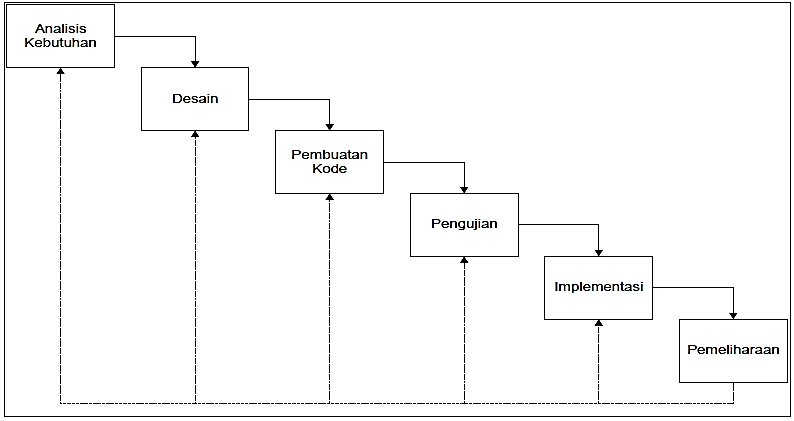 Analisis
Kebutuhan
Desain
Pembuatan
Kode
Pengujian
Implementasi
Pemeliharaan